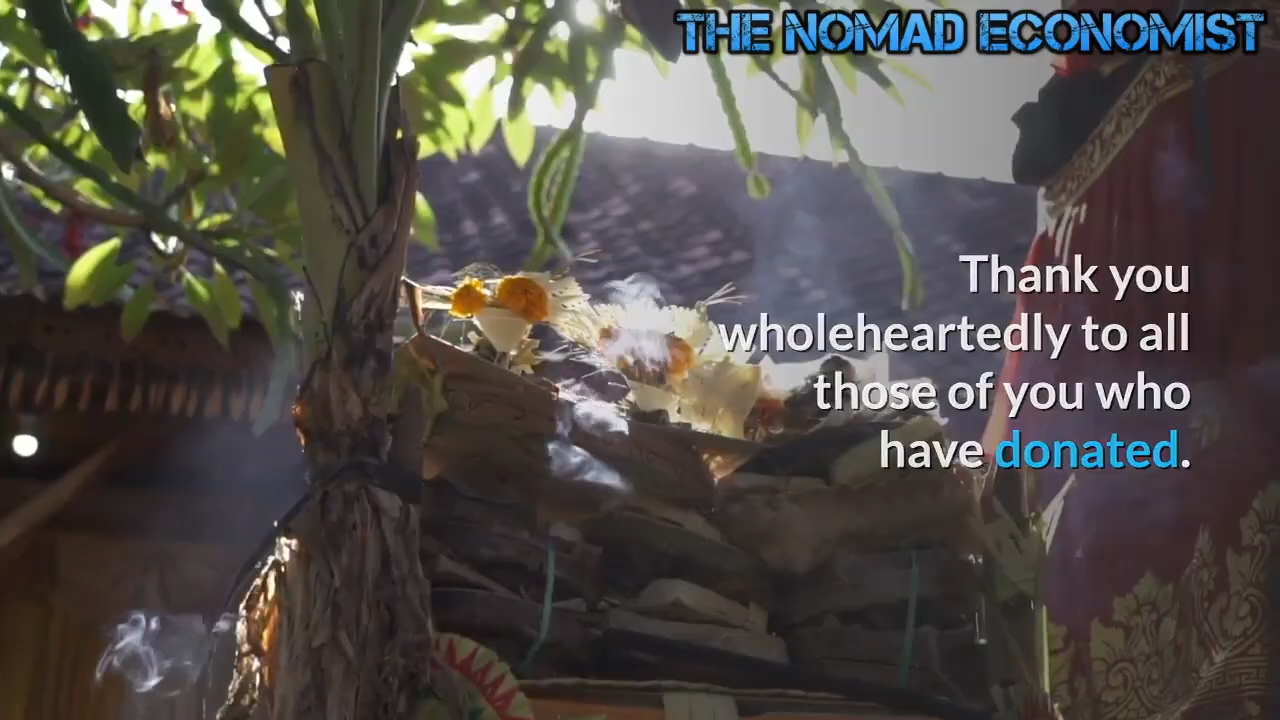 THE NOMAD ECONOMIST
Thank you
wholeheartedly to all
those of you who
have donated.